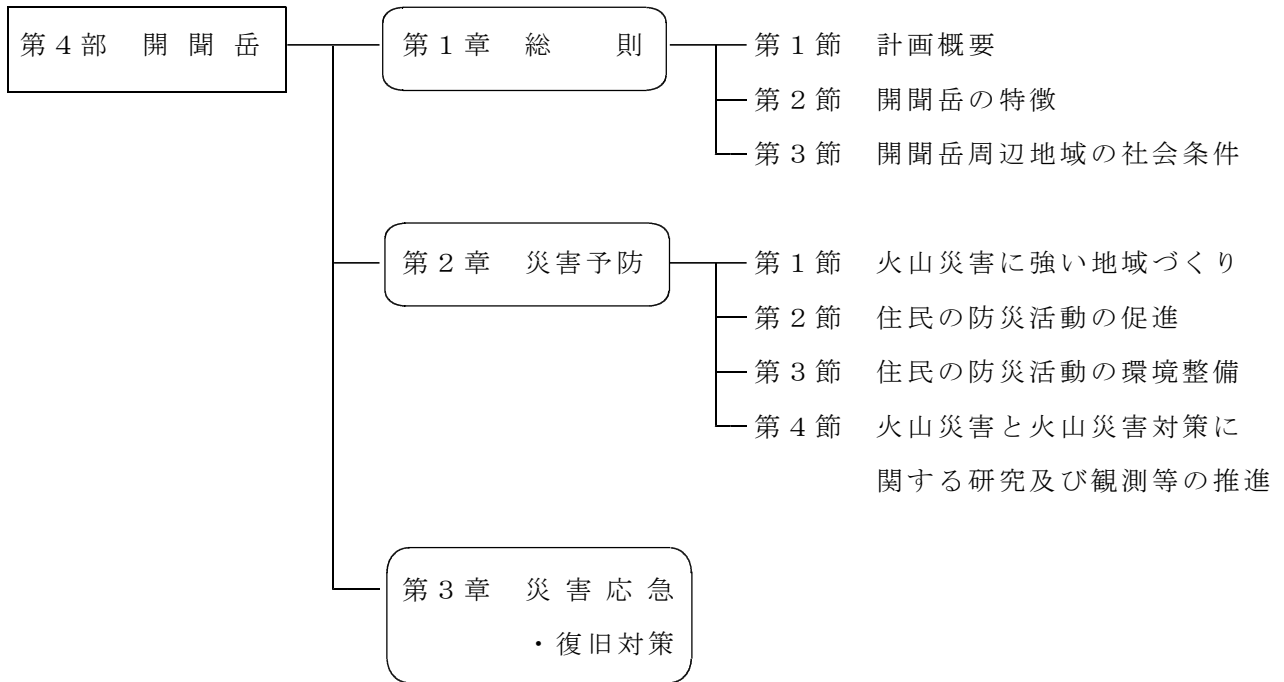 第４部　開聞岳
第１章　総　則
第１節　計画概要
第２節　開聞岳の特徴
第３節　開聞岳周辺地域の社会条件
第２章　災害予防
第１節　火山災害に強い地域づくり
第２節　住民の防災活動の促進
第３節　住民の防災活動の環境整備
第４節　火山災害と火山災害対策に
関する研究及び観測等の推進
第３章　災害応急
・復旧対策